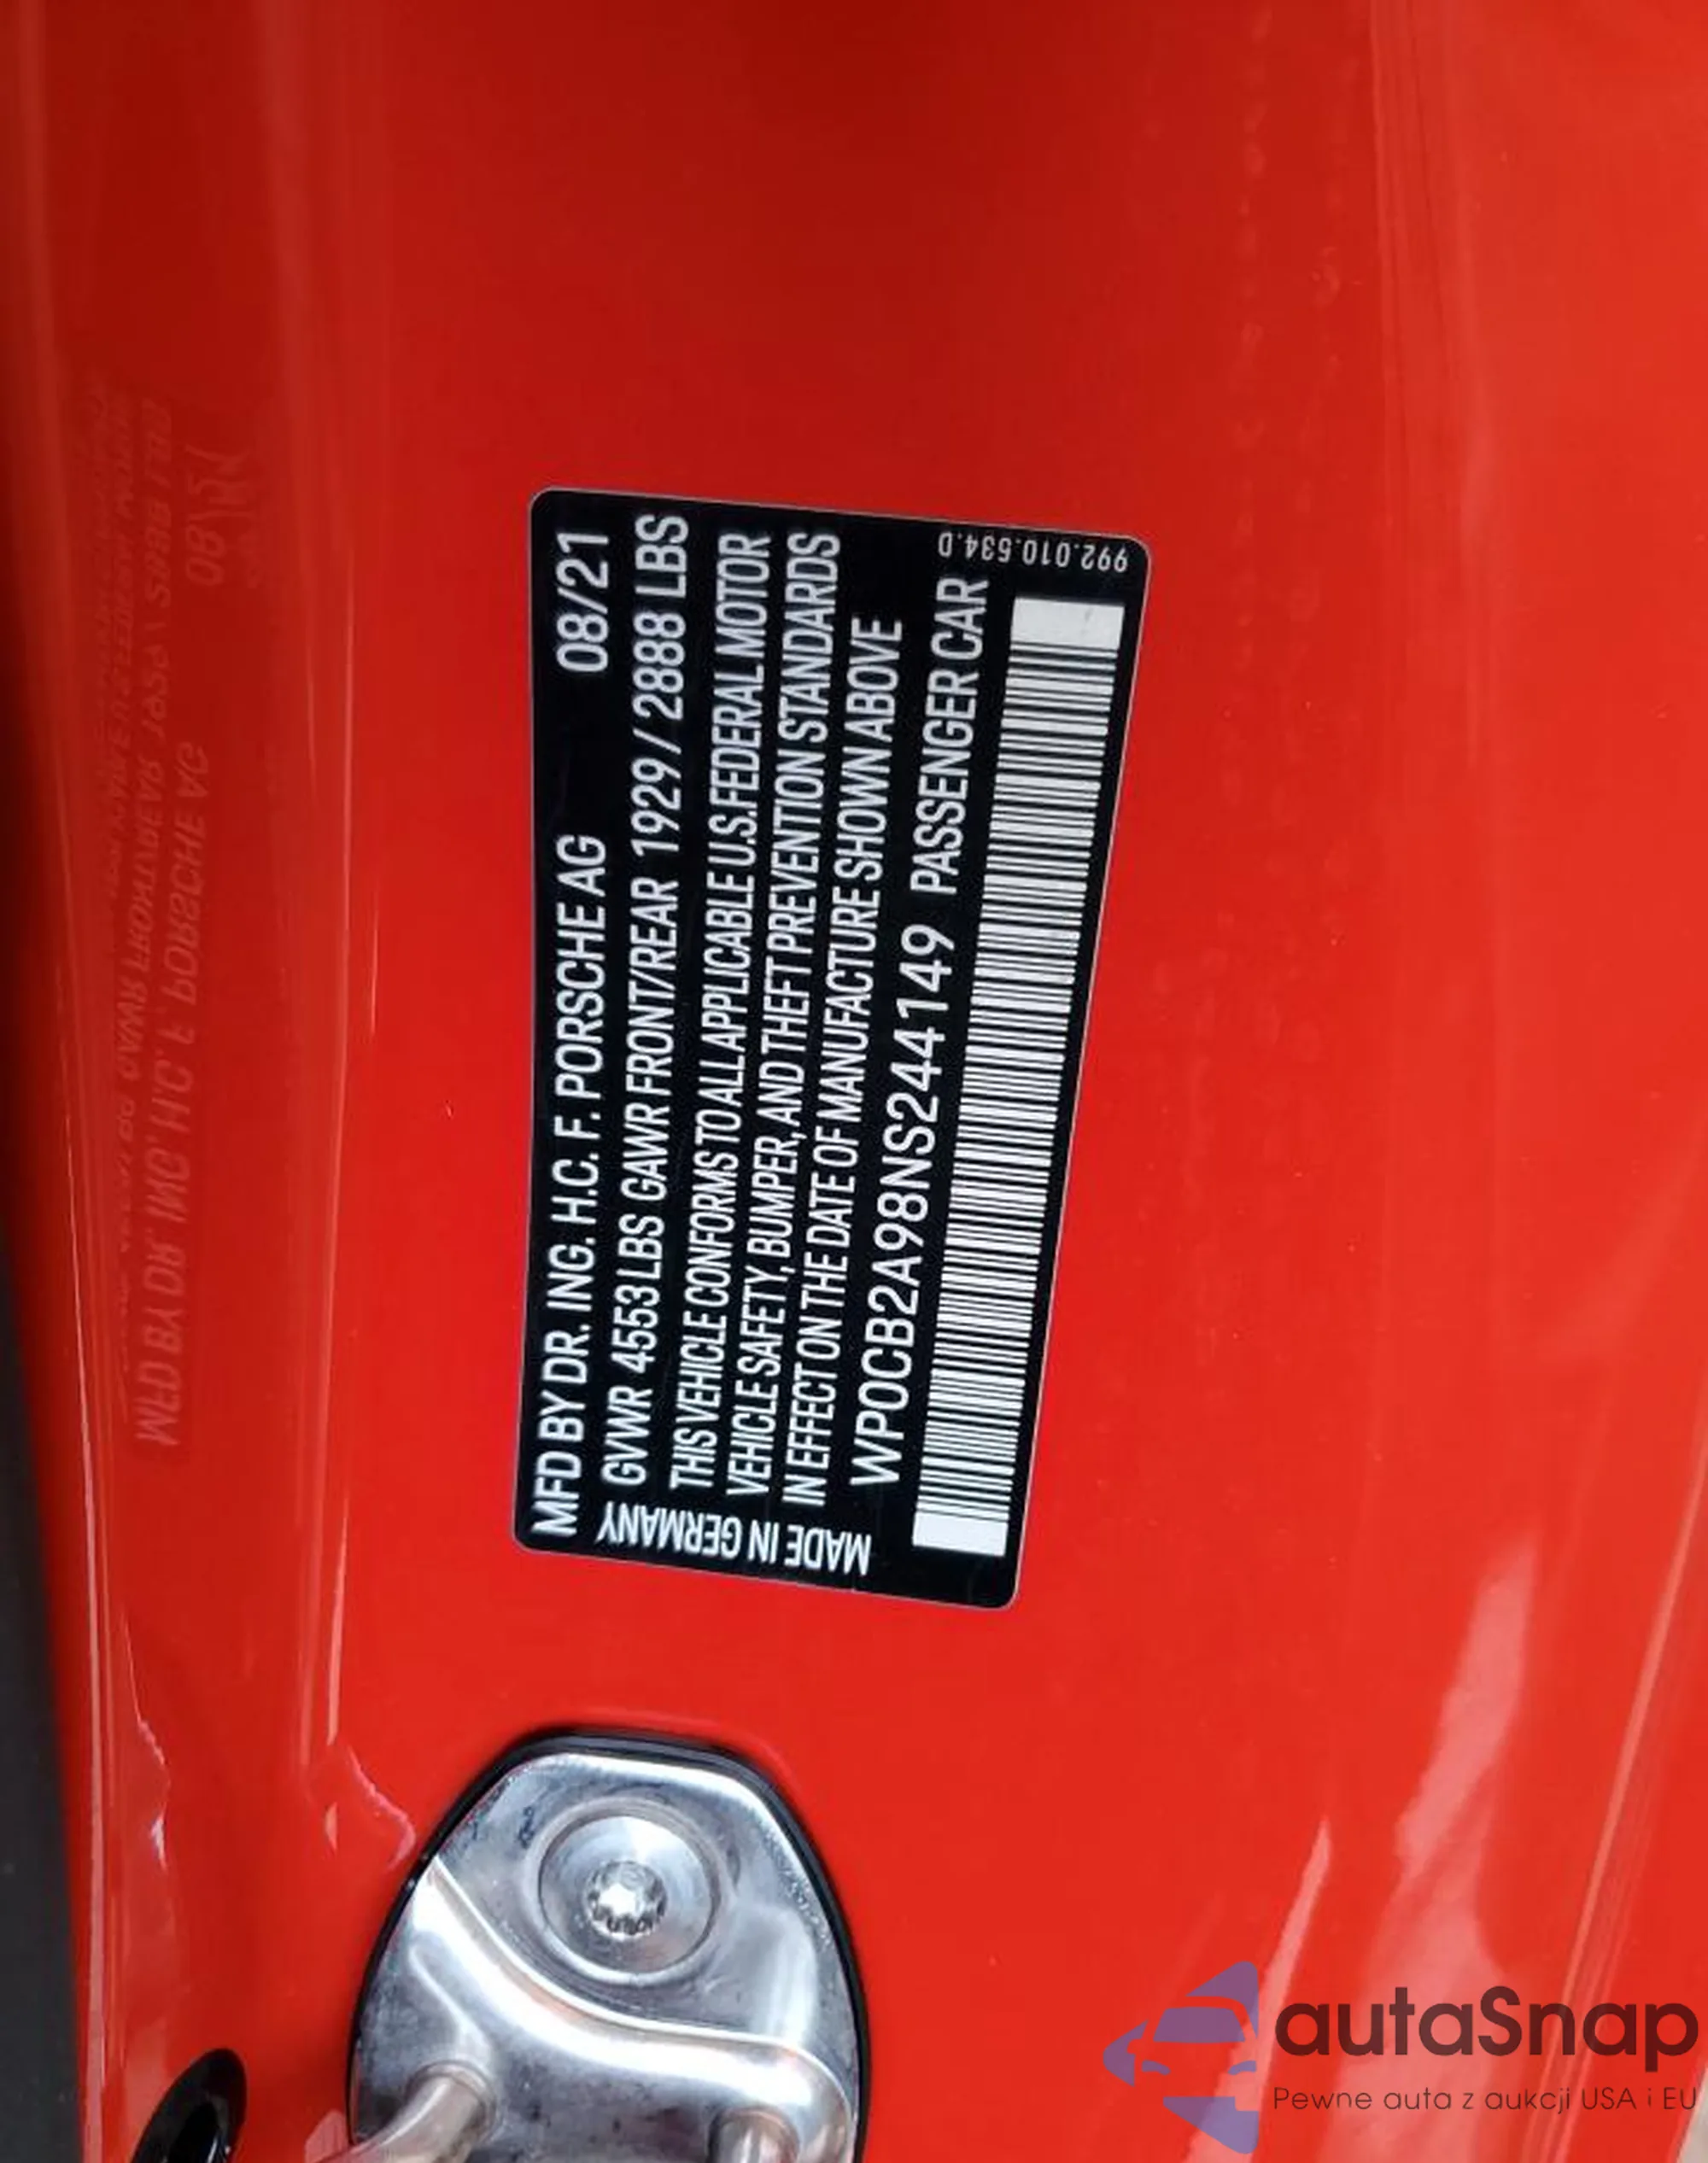 MFD BY DR. ING. H.C. F. PORSCHE AG 08/21
GVWR 4553 LBS GAWR FRONT/REAR 1929 / 2888 LBS
THIS VEHICLE CONFORMS TO ALL APPLICABLE U.S. FEDERAL MOTOR
VEHICLE SAFETY, BUMPER, AND THEFT PREVENTION STANDARDS
IN EFFECT ON THE DATE OF MANUFACTURE SHOWN ABOVE
WP0CB2A98NS244149 PASSENGER CAR
MADE IN GERMANY
992.010.534.D
autaSnap
Pewne auta z aukcji USA i EU